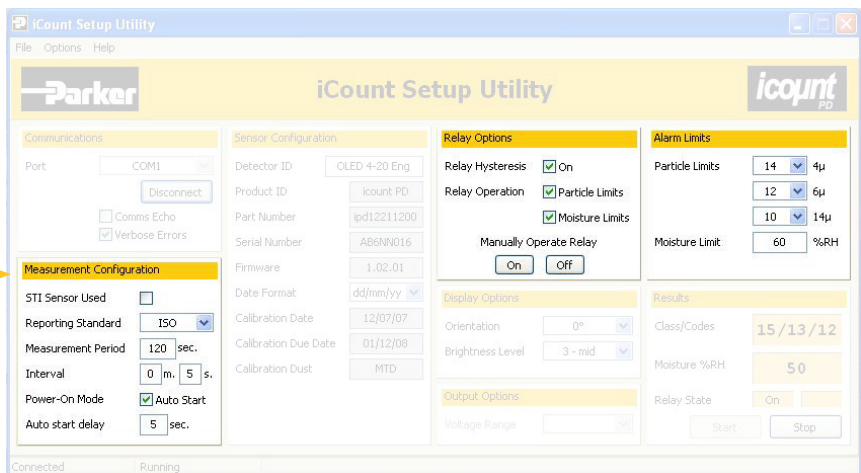 iCount Setup Utility
File Options Help
Parker
iCount Setup Utility
icount
PD
Communications
Port COM1
Disconnect
Comms Echo
Verbose Errors
Measurement Configuration
STI Sensor Used
Reporting Standard ISO
Measurement Period 120 sec.
Interval 0 m. 5 s.
Power-On Mode Auto Start
Auto start delay 5 sec.
Sensor Configuration
Detector ID OLED 4-20 Eng
Product ID icount PD
Part Number ipd12211200
Serial Number AB6NN016
Firmware 1.02.01
Date Format dd/mm/yy
Calibration Date 12/07/07
Calibration Due Date 01/12/08
Calibration Dust MTD
Relay Options
Relay Hysteresis On
Relay Operation Particle Limits
Moisture Limits
Manually Operate Relay
On Off
Display Options
Orientation 0°
Brightness Level 3 - mid
Output Options
Voltage Range
Alarm Limits
Particle Limits 14 4µ
12 6µ
10 14µ
Moisture Limit 60 %RH
Results
Class/Codes 15/13/12
Moisture %RH 50
Relay State On
Start Stop
Connected Running